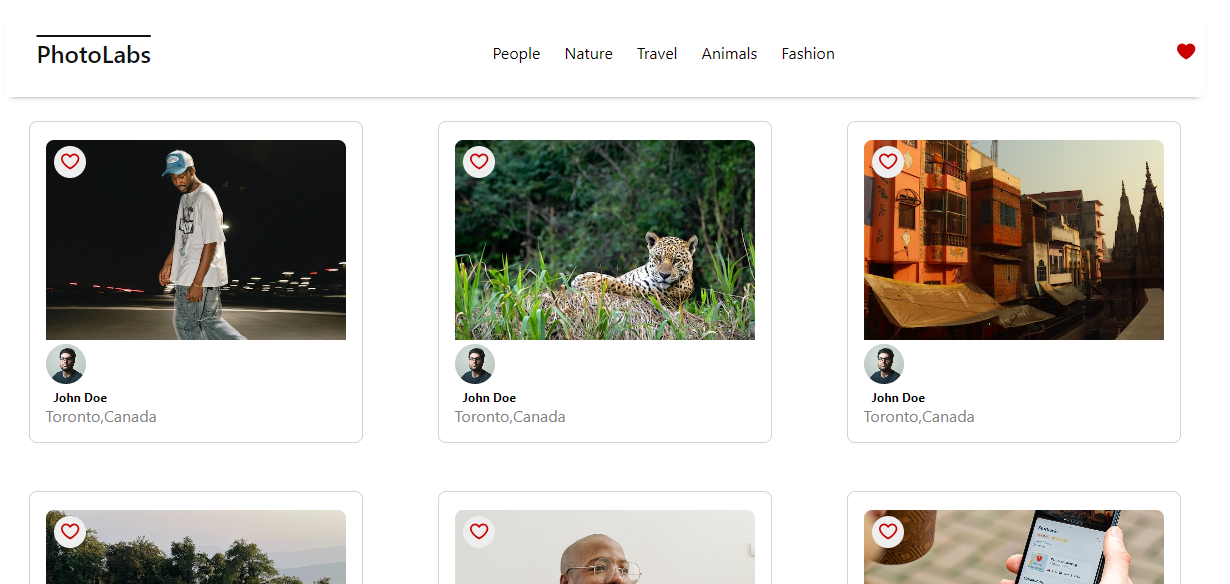 PhotoLabs
People Nature Travel Animals Fashion
John Doe
Toronto,Canada
John Doe
Toronto,Canada
John Doe
Toronto,Canada